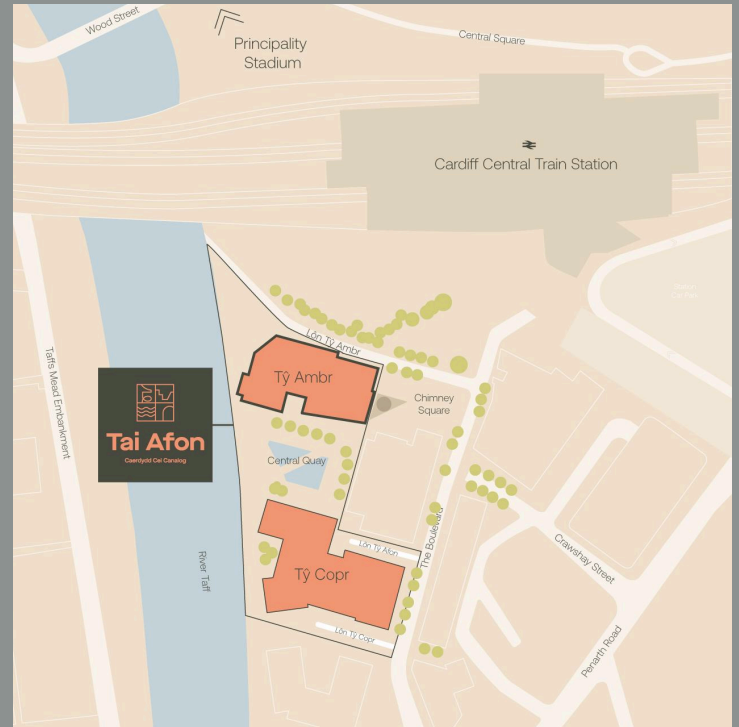 Wood Street
Principality
Stadium
Central Square
Cardiff Central Train Station
Lôn Tŷ Ambr
Tŷ Ambr
Chimney
Square
Taffs Mead Embankment
Tai Afon
Caerdydd Cei Canolog
Central Quay
The Boulevard
Lôn Tŷ Afon
Crawshay Street
River Taff
Tŷ Copr
Lôn Tŷ Copr
Penarth Road